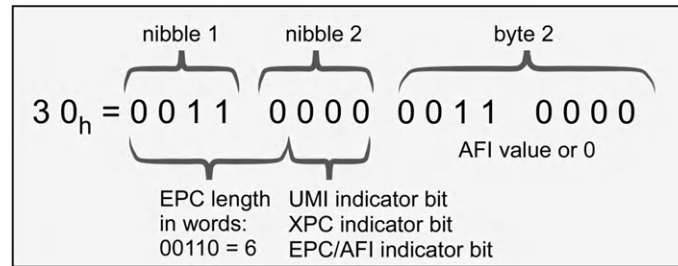 nibble 1 nibble 2 byte 2
3 0h = 0 0 1 1 0 0 0 0 0 0 1 1 0 0 0 0
AFI value or 0
EPC length UMI indicator bit
in words: XPC indicator bit
00110 = 6 EPC/AFI indicator bit